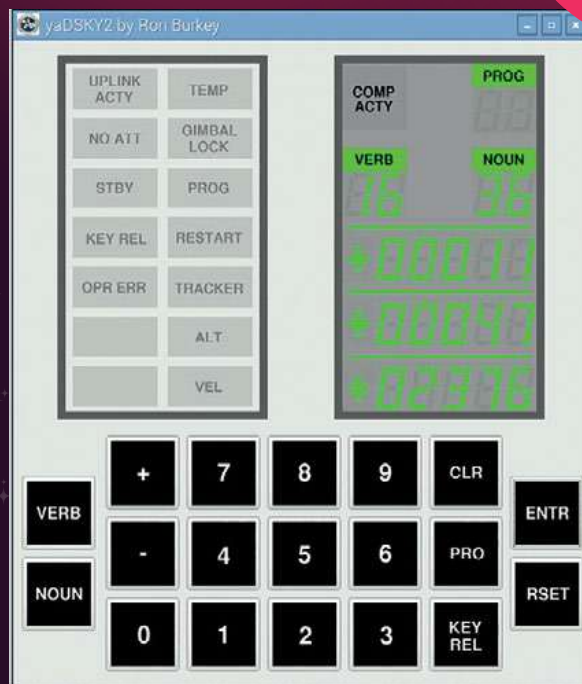 yaDSKY2 by Ron Burkey
UPLINK
ACTY
TEMP
NO ATT
GIMBAL
LOCK
STBY
PROG
KEY REL
RESTART
OPR ERR
TRACKER
ALT
VEL
COMP
ACTY
PROG
VERB
NOUN
16
36
+00011
+00047
+02376
VERB
NOUN
+
7
8
9
CLR
-
4
5
6
PRO
0
1
2
3
KEY
REL
ENTR
RSET